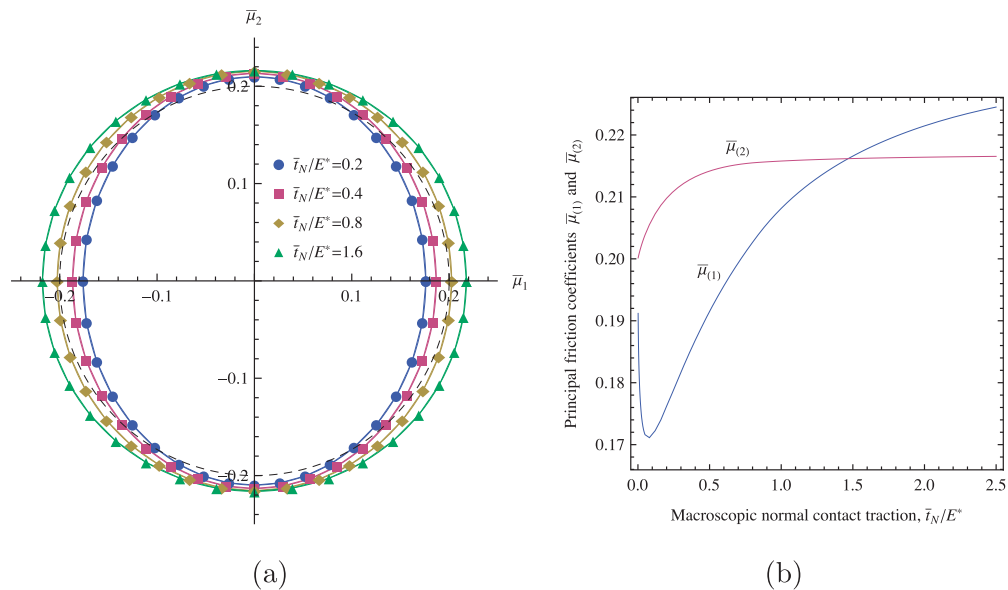 μ̅₂
0.2
0.1
t̅_N/E*=0.2
t̅_N/E*=0.4
t̅_N/E*=0.8
t̅_N/E*=1.6
μ̅₁
−0.2
−0.1
0.1
0.2
−0.1
−0.2
(a)
Principal friction coefficients μ̅₍₁₎ and μ̅₍₂₎
0.22
0.21
0.20
0.19
0.18
0.17
μ̅₍₂₎
μ̅₍₁₎
0.0 0.5 1.0 1.5 2.0 2.5
Macroscopic normal contact traction, t̅_N/E*
(b)